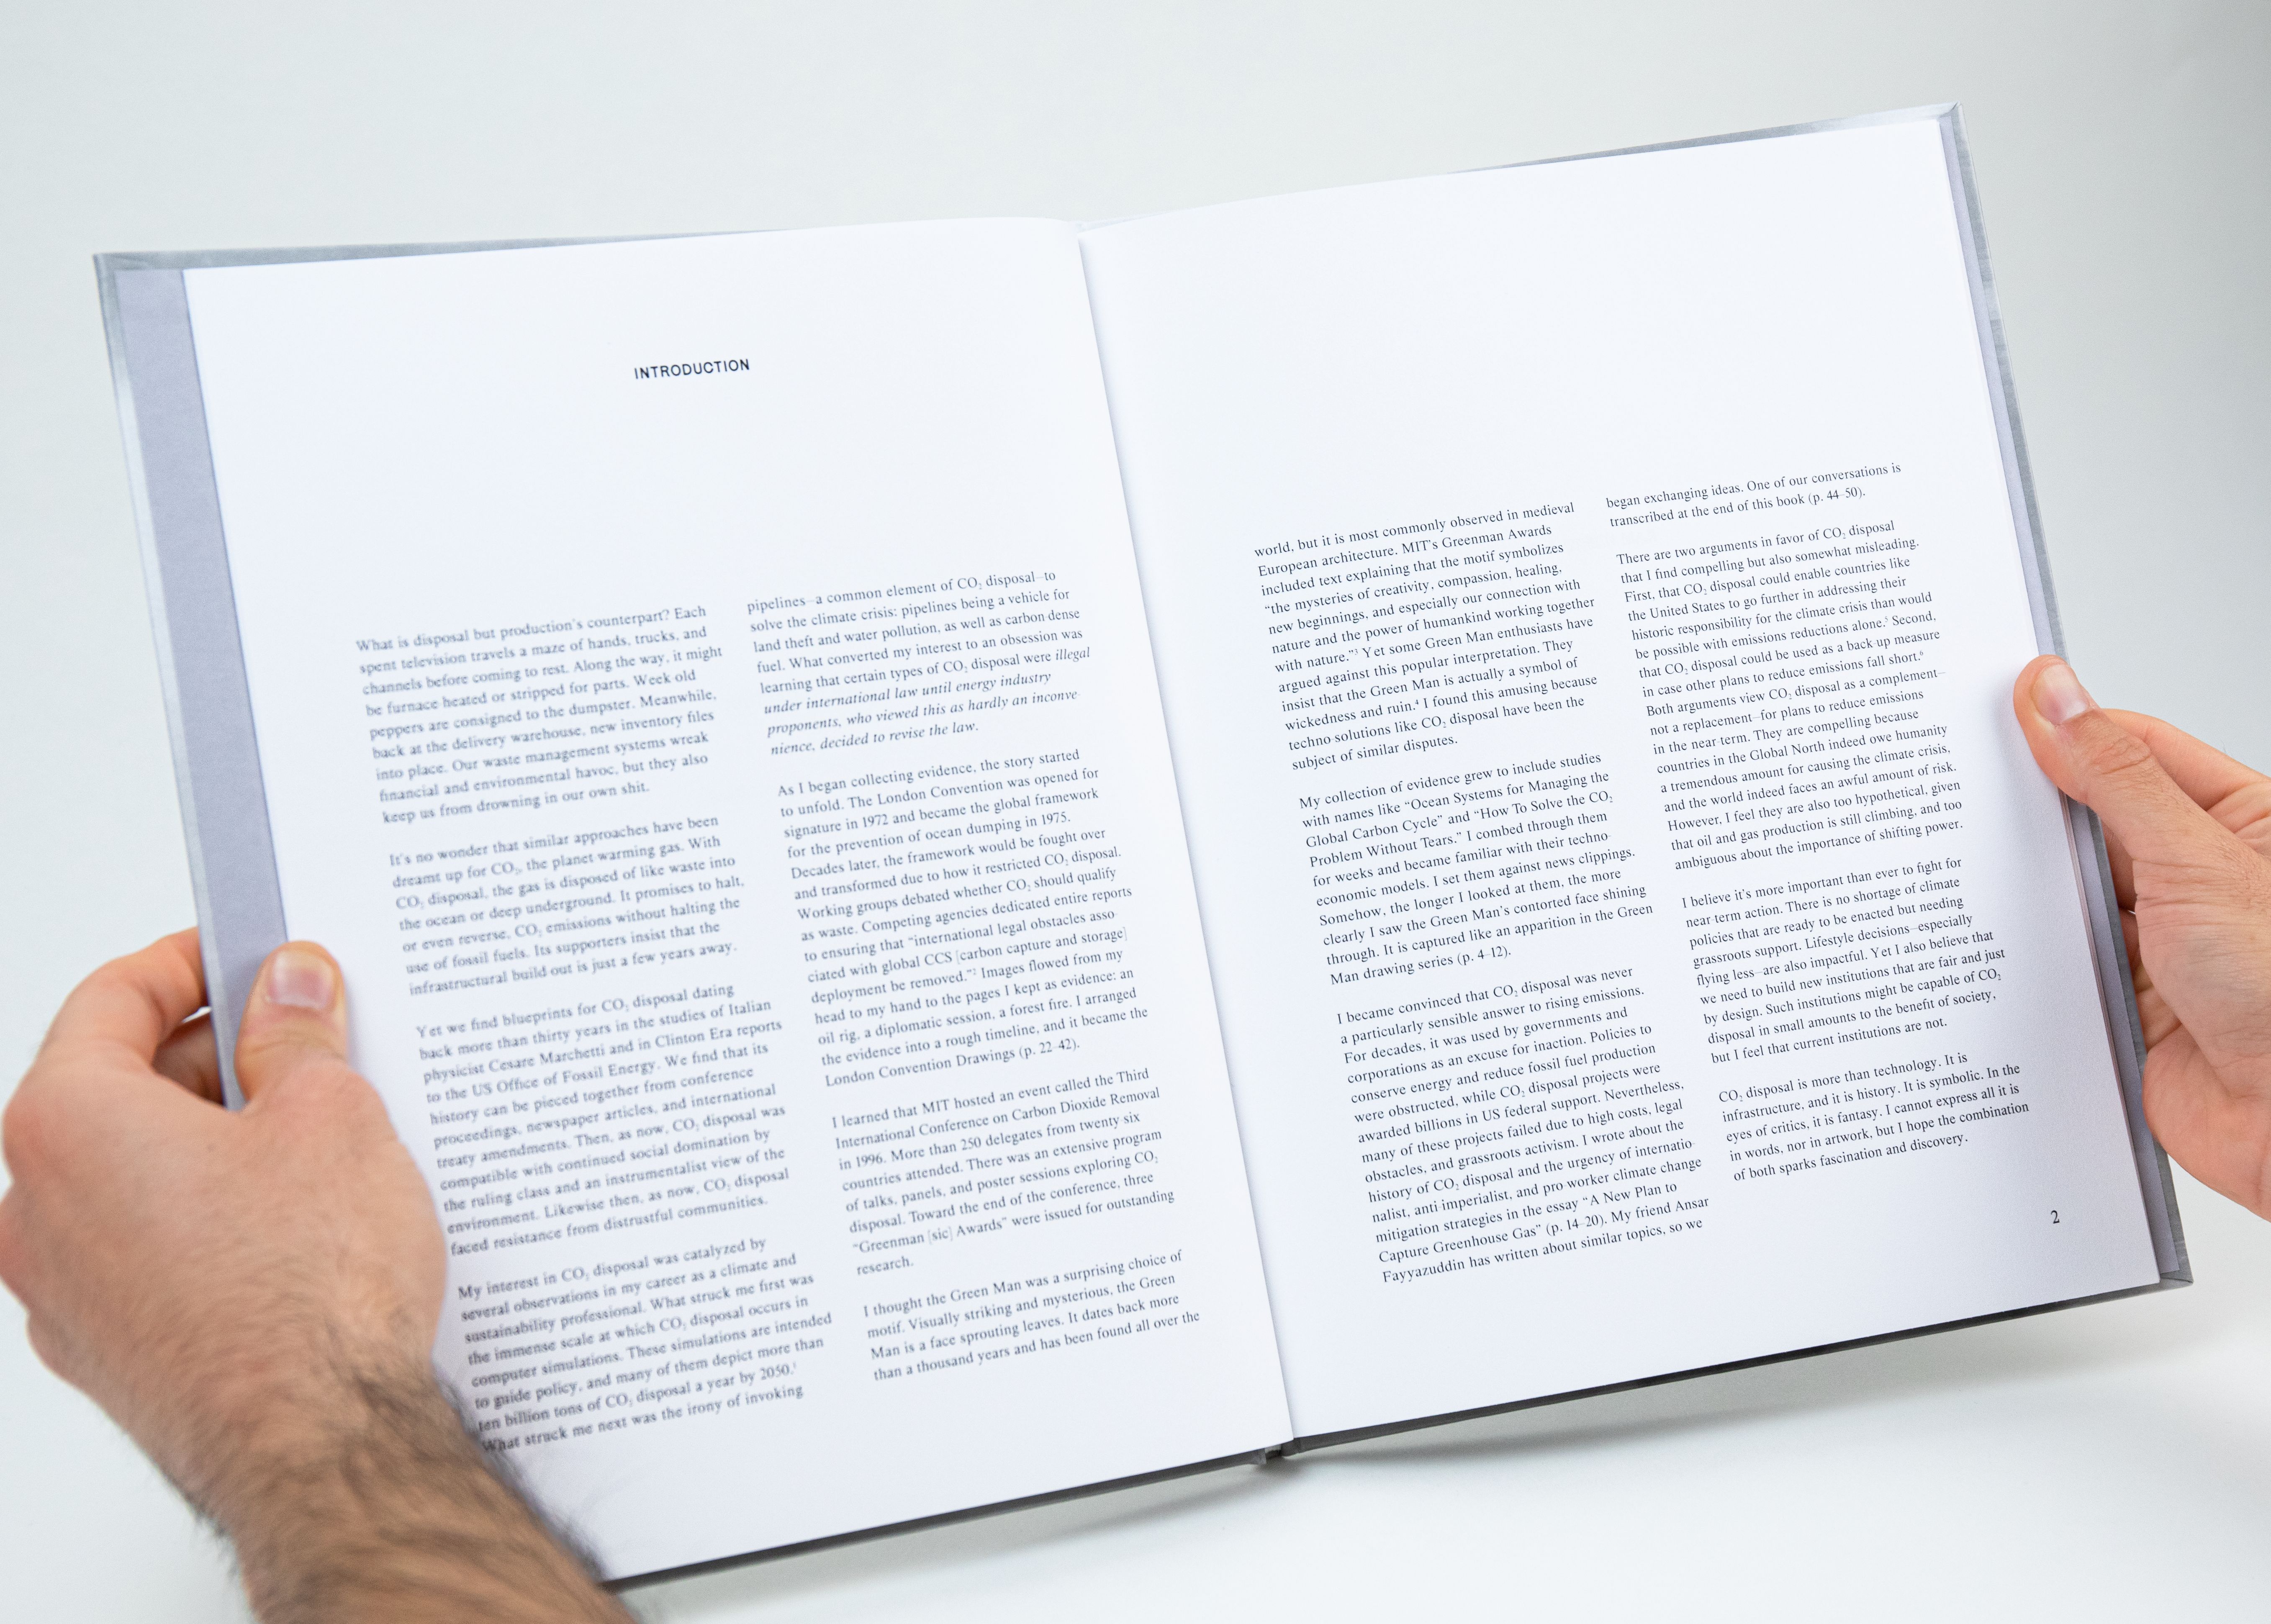 INTRODUCTION
What is disposal but production's counterpart? Each
spent television travels a maze of hands, trucks, and
channels before coming to rest. Along the way, it might
be furnace heated or stripped for parts. Week old
peppers are consigned to the dumpster. Meanwhile,
back at the delivery warehouse, new inventory files
into place. Our waste management systems wreak
financial and environmental havoc, but they also
keep us from drowning in our own shit.
It's no wonder that similar approaches have been
dreamt up for CO₂, the planet warming gas. With
CO₂ disposal, the gas is disposed of like waste into
the ocean or deep underground. It promises to halt,
or even reverse, CO₂ emissions without halting the
use of fossil fuels. Its supporters insist that the
infrastructural build out is just a few years away.
Yet we find blueprints for CO₂ disposal dating
back more than thirty years in the studies of Italian
physicist Cesare Marchetti and in Clinton Era reports
to the US Office of Fossil Energy. We find that its
history can be pieced together from conference
proceedings, newspaper articles, and international
treaty amendments. Then, as now, CO₂ disposal was
compatible with continued social domination by
the ruling class and an instrumentalist view of the
environment. Likewise then, as now, CO₂ disposal
faced resistance from distrustful communities.
My interest in CO₂ disposal was catalyzed by
several observations in my career as a climate and
sustainability professional. What struck me first was
the immense scale at which CO₂ disposal occurs in
computer simulations. These simulations are intended
to guide policy, and many of them depict more than
ten billion tons of CO₂ disposal a year by 2050.¹
What struck me next was the irony of invoking
pipelines–a common element of CO₂ disposal–to
solve the climate crisis: pipelines being a vehicle for
land theft and water pollution, as well as carbon-dense
fuel. What converted my interest to an obsession was
learning that certain types of CO₂ disposal were illegal
under international law until energy industry
proponents, who viewed this as hardly an inconve-
nience, decided to revise the law.
As I began collecting evidence, the story started
to unfold. The London Convention was opened for
signature in 1972 and became the global framework
for the prevention of ocean dumping in 1975.
Decades later, the framework would be fought over
and transformed due to how it restricted CO₂ disposal.
Working groups debated whether CO₂ should qualify
as waste. Competing agencies dedicated entire reports
to ensuring that “international legal obstacles asso-
ciated with global CCS [carbon capture and storage]
deployment be removed.”² Images flowed from my
head to my hand to the pages I kept as evidence: an
oil rig, a diplomatic session, a forest fire. I arranged
the evidence into a rough timeline, and it became the
London Convention Drawings (p. 22–42).
I learned that MIT hosted an event called the Third
International Conference on Carbon Dioxide Removal
in 1996. More than 250 delegates from twenty-six
countries attended. There was an extensive program
of talks, panels, and poster sessions exploring CO₂
disposal. Toward the end of the conference, three
“Greenman [sic] Awards” were issued for outstanding
research.
I thought the Green Man was a surprising choice of
motif. Visually striking and mysterious, the Green
Man is a face sprouting leaves. It dates back more
than a thousand years and has been found all over the
world, but it is most commonly observed in medieval
European architecture. MIT's Greenman Awards
included text explaining that the motif symbolizes
“the mysteries of creativity, compassion, healing,
new beginnings, and especially our connection with
nature and the power of humankind working together
with nature.”³ Yet some Green Man enthusiasts have
argued against this popular interpretation. They
insist that the Green Man is actually a symbol of
wickedness and ruin.⁴ I found this amusing because
techno-solutions like CO₂ disposal have been the
subject of similar disputes.
My collection of evidence grew to include studies
with names like “Ocean Systems for Managing the
Global Carbon Cycle” and “How To Solve the CO₂
Problem Without Tears.” I combed through them
for weeks and became familiar with their techno-
economic models. I set them against news clippings.
Somehow, the longer I looked at them, the more
clearly I saw the Green Man's contorted face shining
through. It is captured like an apparition in the Green
Man drawing series (p. 4–12).
I became convinced that CO₂ disposal was never
a particularly sensible answer to rising emissions.
For decades, it was used by governments and
corporations as an excuse for inaction. Policies to
conserve energy and reduce fossil fuel production
were obstructed, while CO₂ disposal projects were
awarded billions in US federal support. Nevertheless,
many of these projects failed due to high costs, legal
obstacles, and grassroots activism. I wrote about the
history of CO₂ disposal and the urgency of internatio-
nalist, anti-imperialist, and pro-worker climate change
mitigation strategies in the essay “A New Plan to
Capture Greenhouse Gas” (p. 14–20). My friend Ansar
Fayyazuddin has written about similar topics, so we
began exchanging ideas. One of our conversations is
transcribed at the end of this book (p. 44–50).
There are two arguments in favor of CO₂ disposal
that I find compelling but also somewhat misleading.
First, that CO₂ disposal could enable countries like
the United States to go further in addressing their
historic responsibility for the climate crisis than would
be possible with emissions reductions alone.⁵ Second,
that CO₂ disposal could be used as a back-up measure
in case other plans to reduce emissions fall short.⁶
Both arguments view CO₂ disposal as a complement–
not a replacement–for plans to reduce emissions
in the near-term. They are compelling because
countries in the Global North indeed owe humanity
a tremendous amount for causing the climate crisis,
and the world indeed faces an awful amount of risk.
However, I feel they are also too hypothetical, given
that oil and gas production is still climbing, and too
ambiguous about the importance of shifting power.
I believe it's more important than ever to fight for
near-term action. There is no shortage of climate
policies that are ready to be enacted but needing
grassroots support. Lifestyle decisions–especially
flying less–are also impactful. Yet I also believe that
we need to build new institutions that are fair and just
by design. Such institutions might be capable of CO₂
disposal in small amounts to the benefit of society,
but I feel that current institutions are not.
CO₂ disposal is more than technology. It is
infrastructure, and it is history. It is symbolic. In the
eyes of critics, it is fantasy. I cannot express all it is
in words, nor in artwork, but I hope the combination
of both sparks fascination and discovery.
2